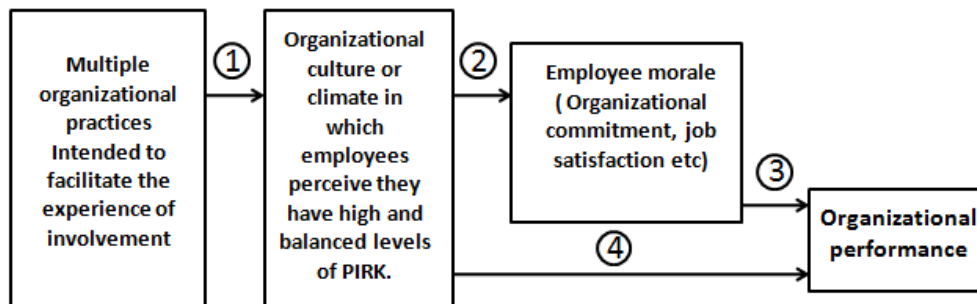 Multiple
organizational
practices
Intended to
facilitate the
experience of
involvement
①
Organizational
culture or
climate in
which
employees
perceive they
have high and
balanced levels
of PIRK.
②
Employee morale
( Organizational
commitment, job
satisfaction etc)
③
④
Organizational
performance